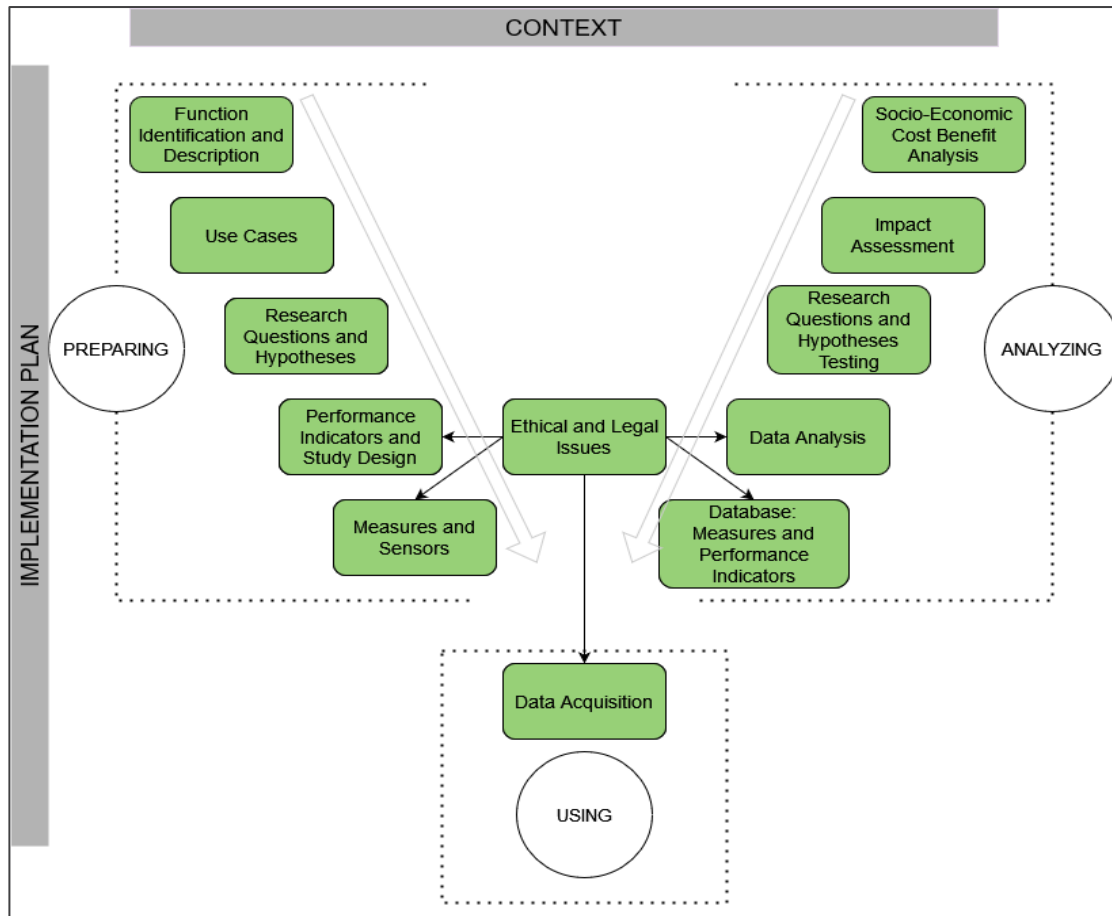 CONTEXT
IMPLEMENTATION PLAN
Function
Identification and
Description
Use Cases
PREPARING
Research
Questions and
Hypotheses
Performance
Indicators and
Study Design
Measures and
Sensors
Ethical and Legal
Issues
Socio-Economic
Cost Benefit
Analysis
Impact
Assessment
Research
Questions and
Hypotheses
Testing
ANALYZING
Data Analysis
Database:
Measures and
Performance
Indicators
Data Acquisition
USING